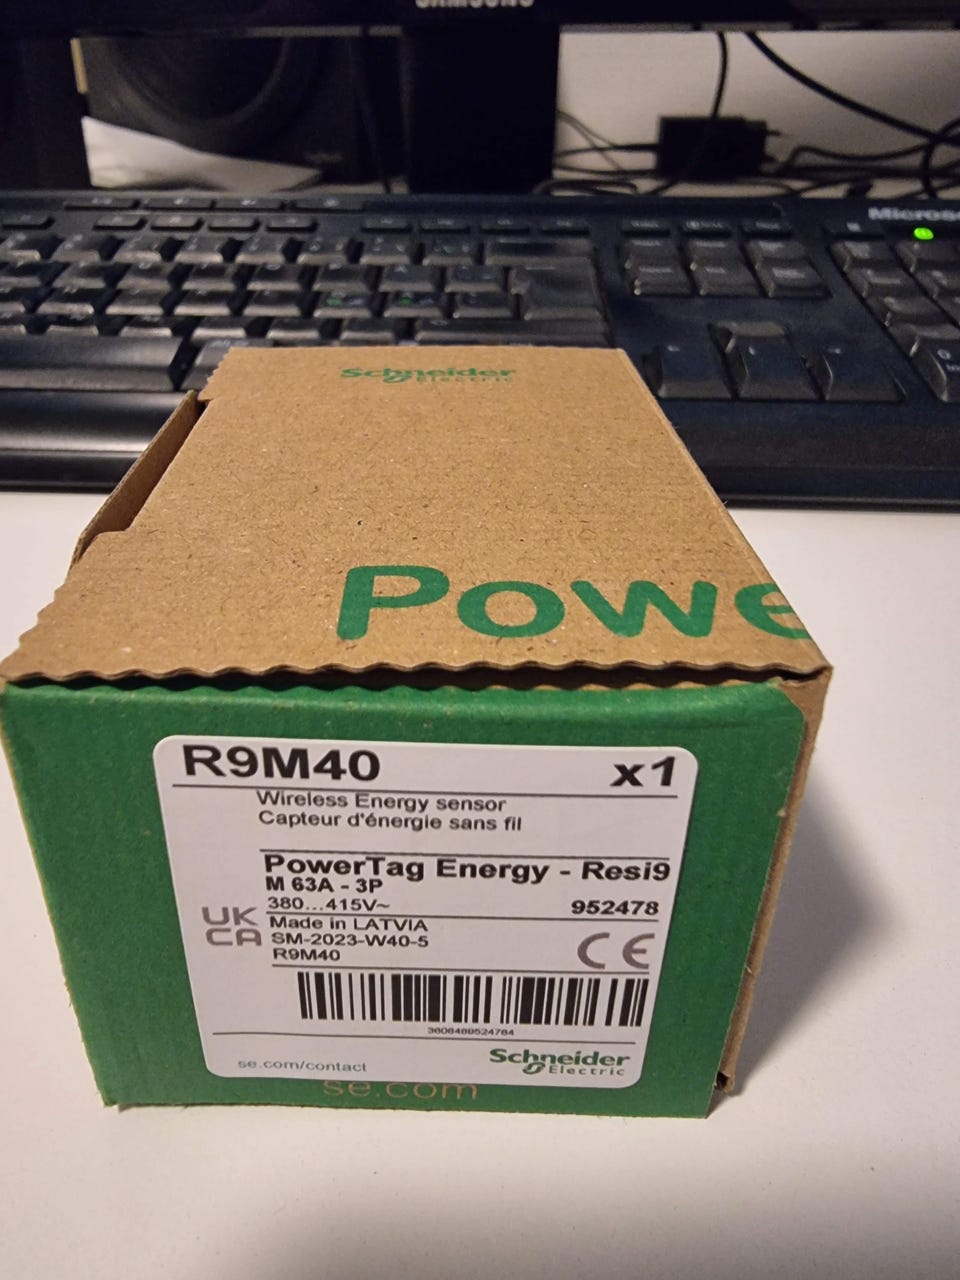 SAMSUNG
Microso
Schneider
Electric
Powe
R9M40 x1
Wireless Energy sensor
Capteur d'énergie sans fil
PowerTag Energy - Resi9
M 63A - 3P
380...415V~ 952478
UK
CA
Made in LATVIA
SM-2023-W40-5
R9M40
CE
3606489524784
se.com/contact
Schneider
Electric
se.com